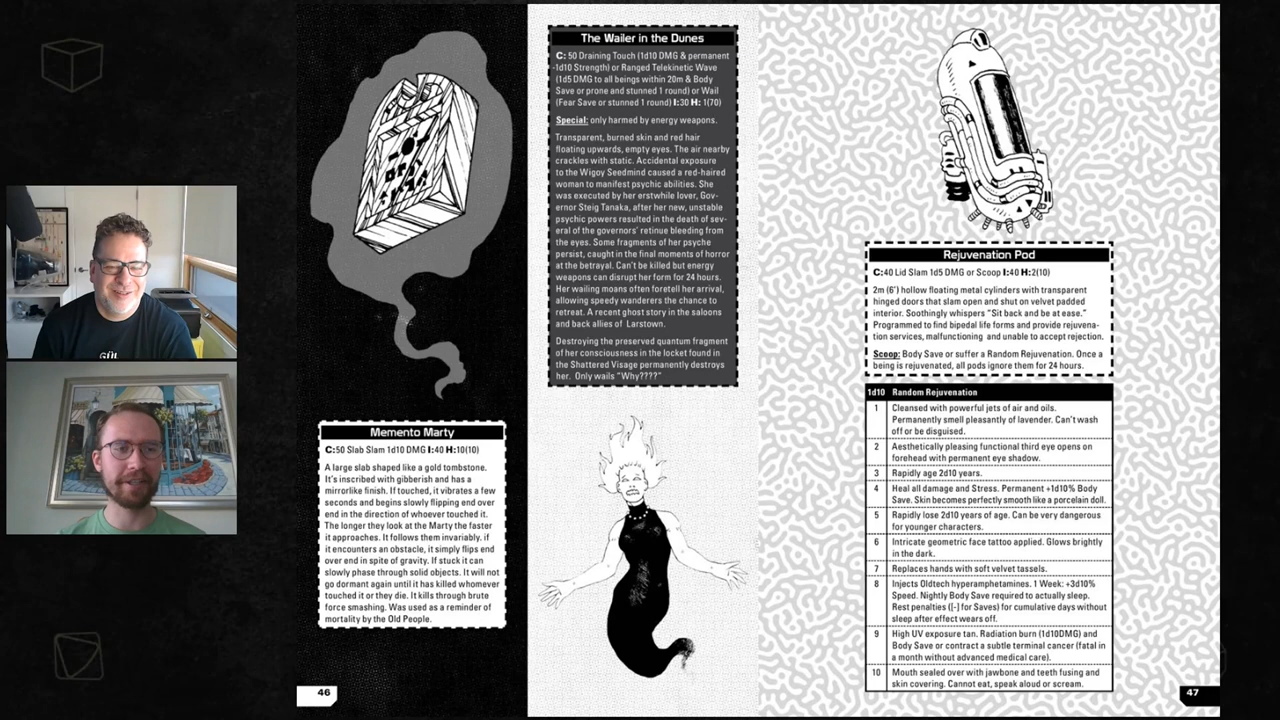 GÜL
Memento Marty
C:50 Slab Slam 1d10 DMG I:40 H:10(10)
A large slab shaped like a gold tombstone.
It's inscribed with gibberish and has a
mirrorlike finish. If touched, it vibrates a few
seconds and begins slowly flipping end over
end in the direction of whoever touched it.
The longer they look at the Marty the faster
it approaches. It follows them invariably. if
it encounters an obstacle, it simply flips end
over end in spite of gravity. If stuck it can
slowly phase through solid objects. It will not
go dormant again until it has killed whomever
touched it or they die. It kills through brute
force smashing. Was used as a reminder of
mortality by the Old People.
46
The Wailer in the Dunes
C: 50 Draining Touch (1d10 DMG & permanent
-1d10 Strength) or Ranged Telekinetic Wave
(1d5 DMG to all beings within 20m & Body
Save or prone and stunned 1 round) or Wail
(Fear Save or stunned 1 round) I:30 H: 1(70)
Special: only harmed by energy weapons.
Transparent, burned skin and red hair
floating upwards, empty eyes. The air nearby
crackles with static. Accidental exposure
to the Wigoy Seedmind caused a red-haired
woman to manifest psychic abilities. She
was executed by her erstwhile lover, Gov-
ernor Steig Tanaka, after her new, unstable
psychic powers resulted in the death of sev-
eral of the governors' retinue bleeding from
the eyes. Some fragments of her psyche
persist, caught in the final moments of horror
at the betrayal. Can't be killed but energy
weapons can disrupt her form for 24 hours.
Her wailing moans often foretell her arrival,
allowing speedy wanderers the chance to
retreat. A recent ghost story in the saloons
and back allies of Larstown.
Destroying the preserved quantum fragment
of her consciousness in the locket found in
the Shattered Visage permanently destroys
her. Only wails "Why????"
Rejuvenation Pod
C:40 Lid Slam 1d5 DMG or Scoop I:40 H:2(10)
2m (6') hollow floating metal cylinders with transparent
hinged doors that slam open and shut on velvet padded
interior. Soothingly whispers "Sit back and be at ease."
Programmed to find bipedal life forms and provide rejuvena-
tion services, malfunctioning and unable to accept rejection.
Scoop: Body Save or suffer a Random Rejuvenation. Once a
being is rejuvenated, all pods ignore them for 24 hours.
1d10 Random Rejuvenation
1 Cleansed with powerful jets of air and oils.
Permanently smell pleasantly of lavender. Can't wash
off or be disguised.
2 Aesthetically pleasing functional third eye opens on
forehead with permanent eye shadow.
3 Rapidly age 2d10 years.
4 Heal all damage and Stress. Permanent +1d10% Body
Save. Skin becomes perfectly smooth like a porcelain doll.
5 Rapidly lose 2d10 years of age. Can be very dangerous
for younger characters.
6 Intricate geometric face tattoo applied. Glows brightly
in the dark.
7 Replaces hands with soft velvet tassels.
8 Injects Oldtech hyperamphetamines. 1 Week: +3d10%
Speed. Nightly Body Save required to actually sleep.
Rest penalties ([-] for Saves) for cumulative days without
sleep after effect wears off.
9 High UV exposure tan. Radiation burn (1d10DMG) and
Body Save or contract a subtle terminal cancer (fatal in
a month without advanced medical care).
10 Mouth sealed over with jawbone and teeth fusing and
skin covering. Cannot eat, speak aloud or scream.
47